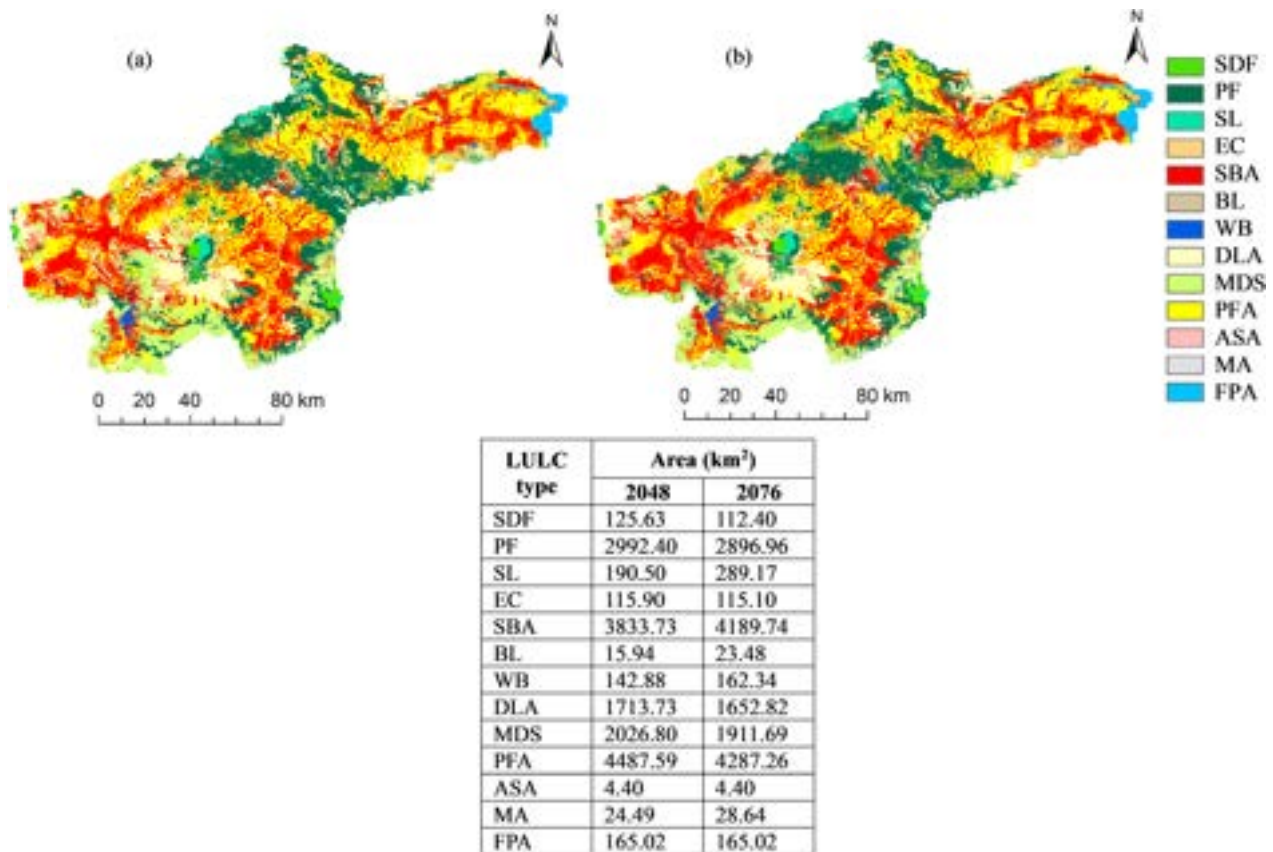 (a)
N
(b)
N
0 20 40 80 km
0 20 40 80 km
SDF
PF
SL
EC
SBA
BL
WB
DLA
MDS
PFA
ASA
MA
FPA
LULC type Area (km²)
2048 2076
SDF 125.63 112.40
PF 2992.40 2896.96
SL 190.50 289.17
EC 115.90 115.10
SBA 3833.73 4189.74
BL 15.94 23.48
WB 142.88 162.34
DLA 1713.73 1652.82
MDS 2026.80 1911.69
PFA 4487.59 4287.26
ASA 4.40 4.40
MA 24.49 28.64
FPA 165.02 165.02